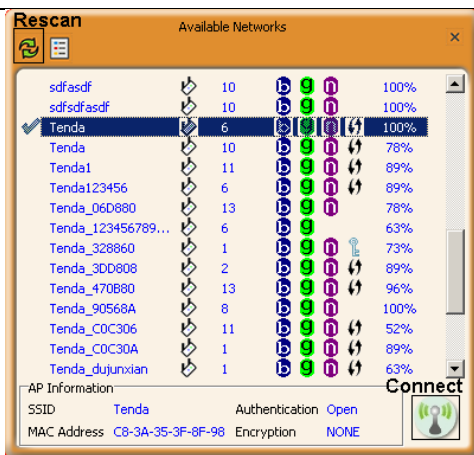 Rescan
Available Networks
sdfasdf 10 b g n 100%
sdfsdfasdf 10 b g n 100%
Tenda 6 b g n 100%
Tenda 10 b g n 78%
Tenda1 11 b g n 89%
Tenda123456 6 b g n 89%
Tenda_06D880 13 b g n 78%
Tenda_123456789... 6 b g 63%
Tenda_328860 1 b g n 73%
Tenda_3DD808 2 b g n 89%
Tenda_470B80 13 b g n 96%
Tenda_90568A 8 b g n 100%
Tenda_C0C306 11 b g n 52%
Tenda_C0C30A 1 b g n 89%
Tenda_dujunxian 1 b g n 63%
AP Information
Connect
SSID Tenda Authentication Open
MAC Address C8-3A-35-3F-8F-98 Encryption NONE